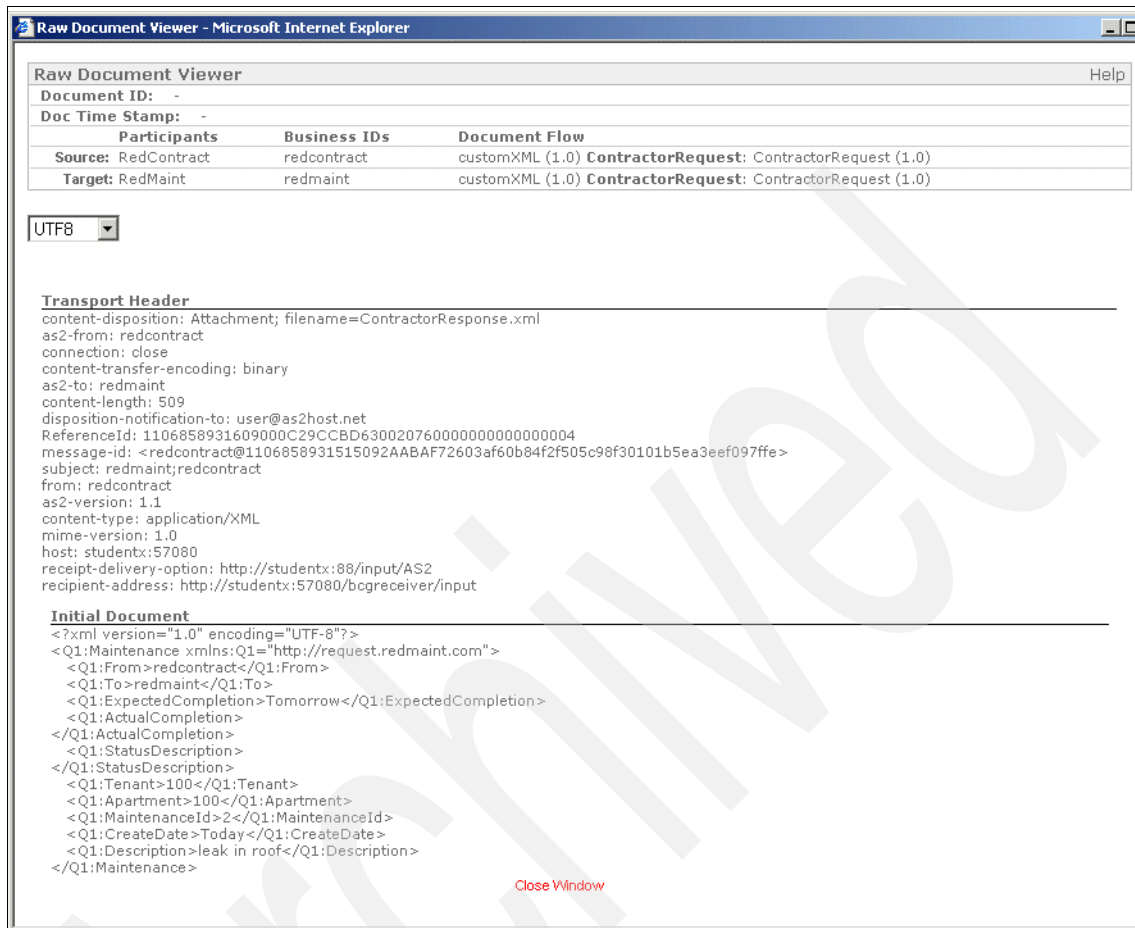 Raw Document Viewer - Microsoft Internet Explorer
Raw Document Viewer Help
Document ID: -
Doc Time Stamp: -
Participants Business IDs Document Flow
Source: RedContract redcontract customXML (1.0) ContractorRequest: ContractorRequest (1.0)
Target: RedMaint redmaint customXML (1.0) ContractorRequest: ContractorRequest (1.0)
UTF8
Transport Header
content-disposition: Attachment; filename=ContractorResponse.xml
as2-from: redcontract
connection: close
content-transfer-encoding: binary
as2-to: redmaint
content-length: 509
disposition-notification-to: user@as2host.net
ReferenceId: 1106858931609000C29CCBD630020760000000000000004
message-id: <redcontract@1106858931515092AABAF72603af60b84f2f505c98f30101b5ea3eef097ffe>
subject: redmaint;redcontract
from: redcontract
as2-version: 1.1
content-type: application/XML
mime-version: 1.0
host: studentx:57080
receipt-delivery-option: http://studentx:88/input/AS2
recipient-address: http://studentx:57080/bcgreceiver/input
Initial Document
<?xml version="1.0" encoding="UTF-8"?>
<Q1:Maintenance xmlns:Q1="http://request.redmaint.com">
<Q1:From>redcontract</Q1:From>
<Q1:To>redmaint</Q1:To>
<Q1:ExpectedCompletion>Tomorrow</Q1:ExpectedCompletion>
<Q1:ActualCompletion>
</Q1:ActualCompletion>
<Q1:StatusDescription>
</Q1:StatusDescription>
<Q1:Tenant>100</Q1:Tenant>
<Q1:Apartment>100</Q1:Apartment>
<Q1:MaintenanceId>2</Q1:MaintenanceId>
<Q1:CreateDate>Today</Q1:CreateDate>
<Q1:Description>leak in roof</Q1:Description>
</Q1:Maintenance>
Close Window
Archived